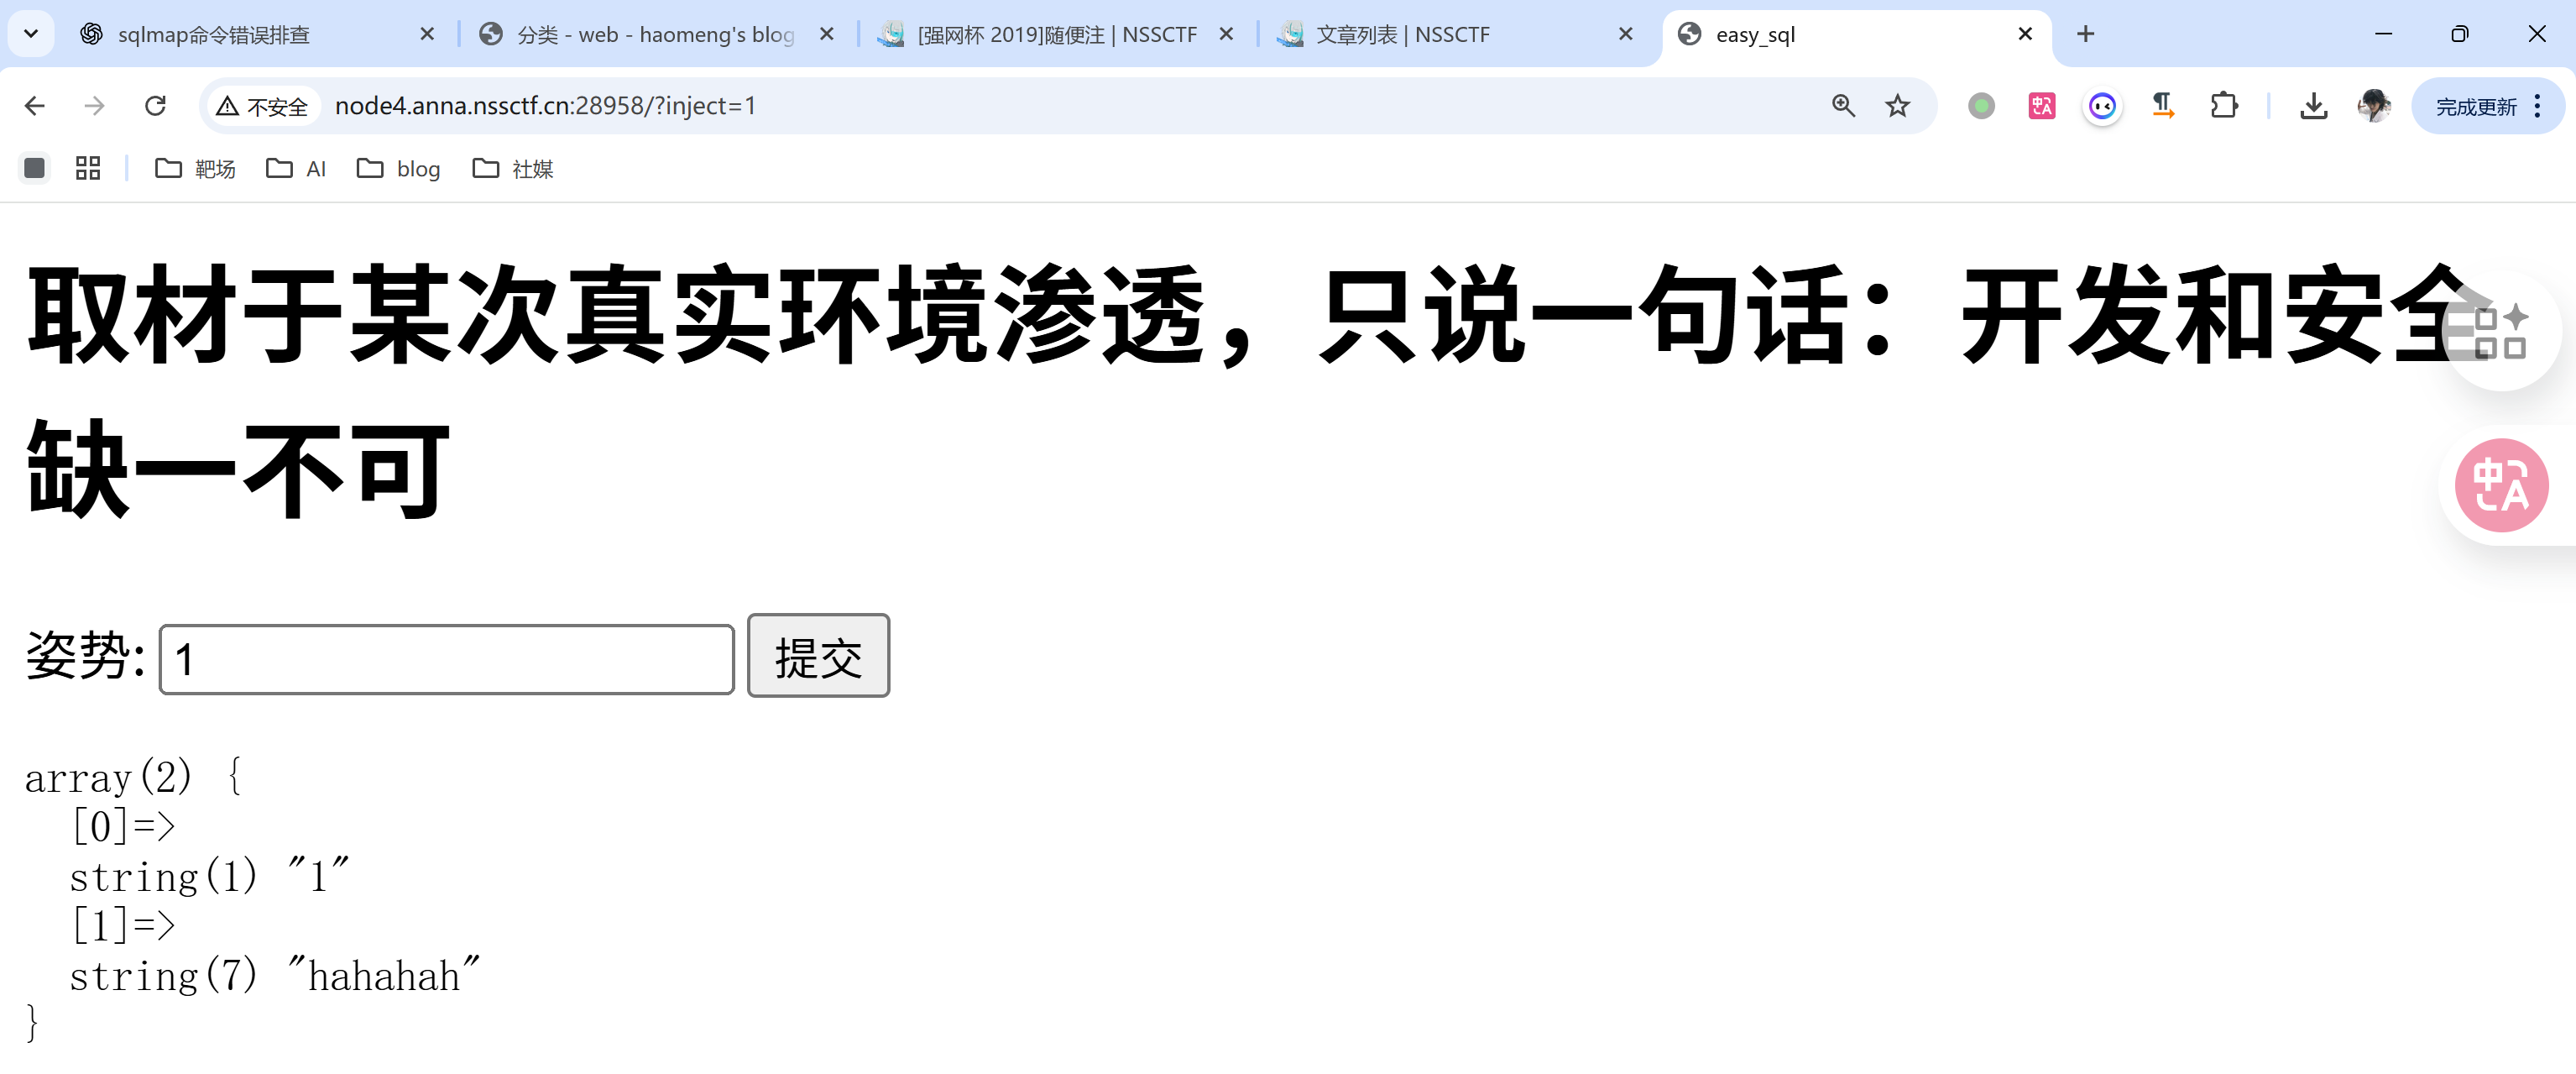 sqlmap命令错误排查
分类 - web - haomeng's blog
[强网杯 2019]随便注 | NSSCTF
文章列表 | NSSCTF
easy_sql
不安全
node4.anna.nssctf.cn:28958/?inject=1
完成更新
靶场
AI
blog
社媒
取材于某次真实环境渗透，只说一句话：开发和安全
缺一不可
姿势: 1 提交
array(2) {
  [0]=>
  string(1) "1"
  [1]=>
  string(7) "hahahah"
}